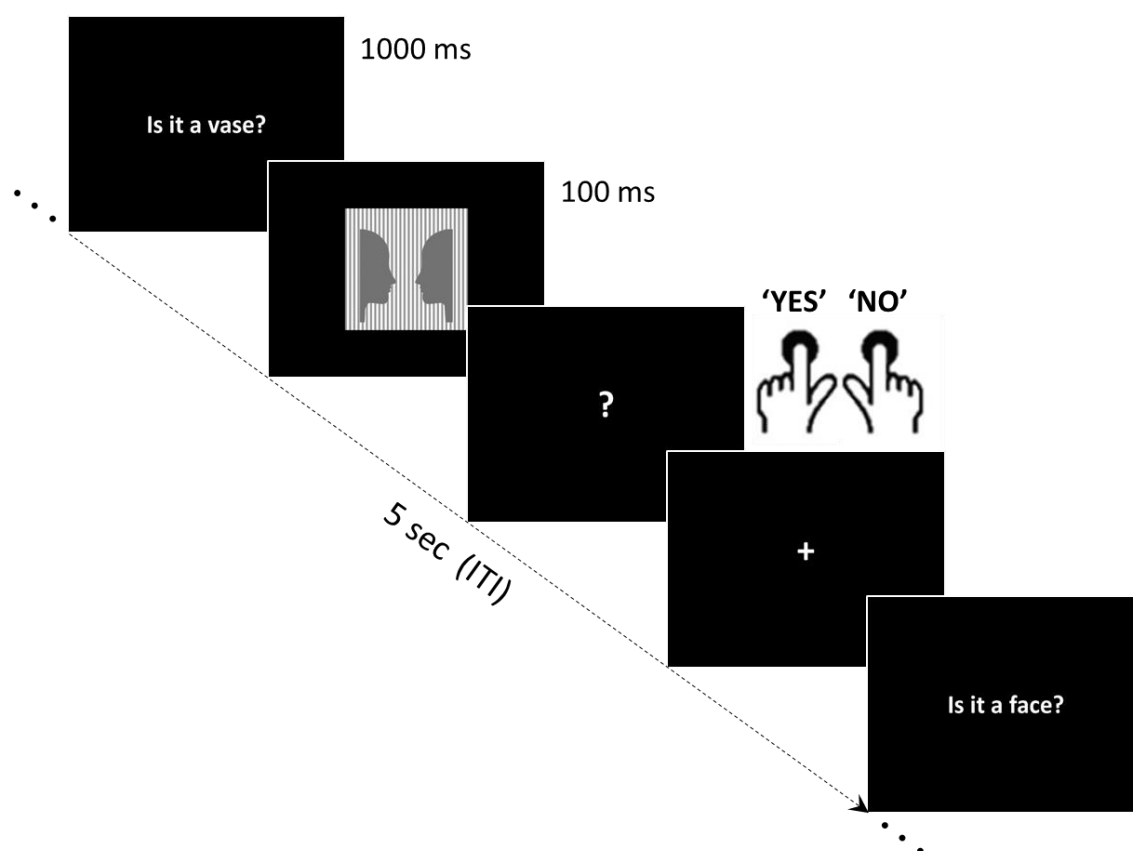 1000 ms
Is it a vase?
100 ms
‘YES’ ‘NO’
?
5 sec (ITI)
+
Is it a face?